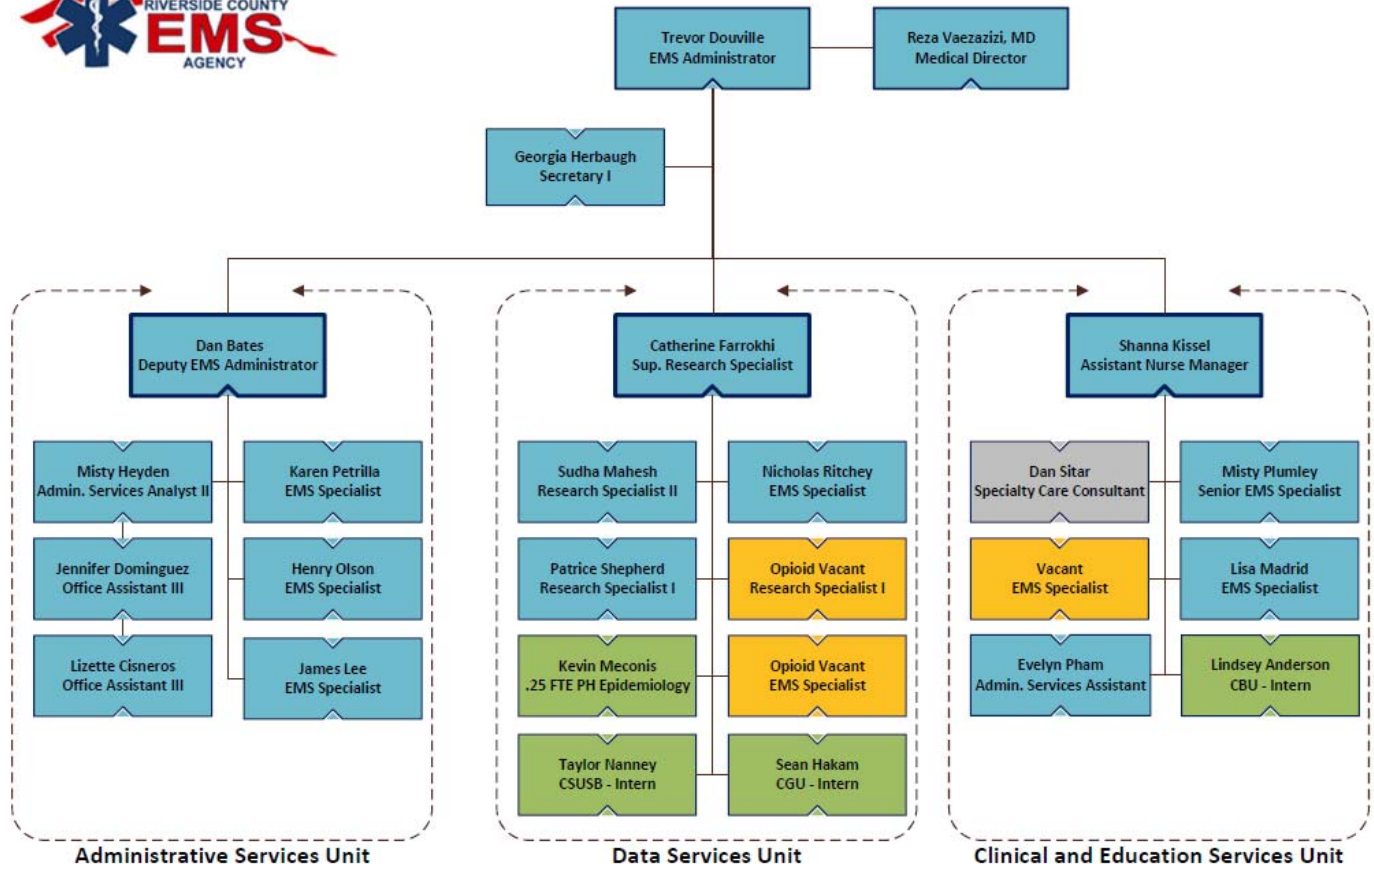 RIVERSIDE COUNTY
EMS
AGENCY
Trevor Douville
EMS Administrator
Reza Vaezazizi, MD
Medical Director
Georgia Herbaugh
Secretary I
Dan Bates
Deputy EMS Administrator
Misty Heyden
Admin. Services Analyst II
Karen Petrilla
EMS Specialist
Jennifer Dominguez
Office Assistant III
Henry Olson
EMS Specialist
Lizette Cisneros
Office Assistant III
James Lee
EMS Specialist
Administrative Services Unit
Catherine Farrokhi
Sup. Research Specialist
Sudha Mahesh
Research Specialist II
Nicholas Ritchey
EMS Specialist
Patrice Shepherd
Research Specialist I
Opioid Vacant
Research Specialist I
Kevin Meconis
.25 FTE PH Epidemiology
Opioid Vacant
EMS Specialist
Taylor Nanney
CSUSB - Intern
Sean Hakam
CGU - Intern
Data Services Unit
Shanna Kissel
Assistant Nurse Manager
Dan Sitar
Specialty Care Consultant
Misty Plumley
Senior EMS Specialist
Vacant
EMS Specialist
Lisa Madrid
EMS Specialist
Evelyn Pham
Admin. Services Assistant
Lindsey Anderson
CBU - Intern
Clinical and Education Services Unit